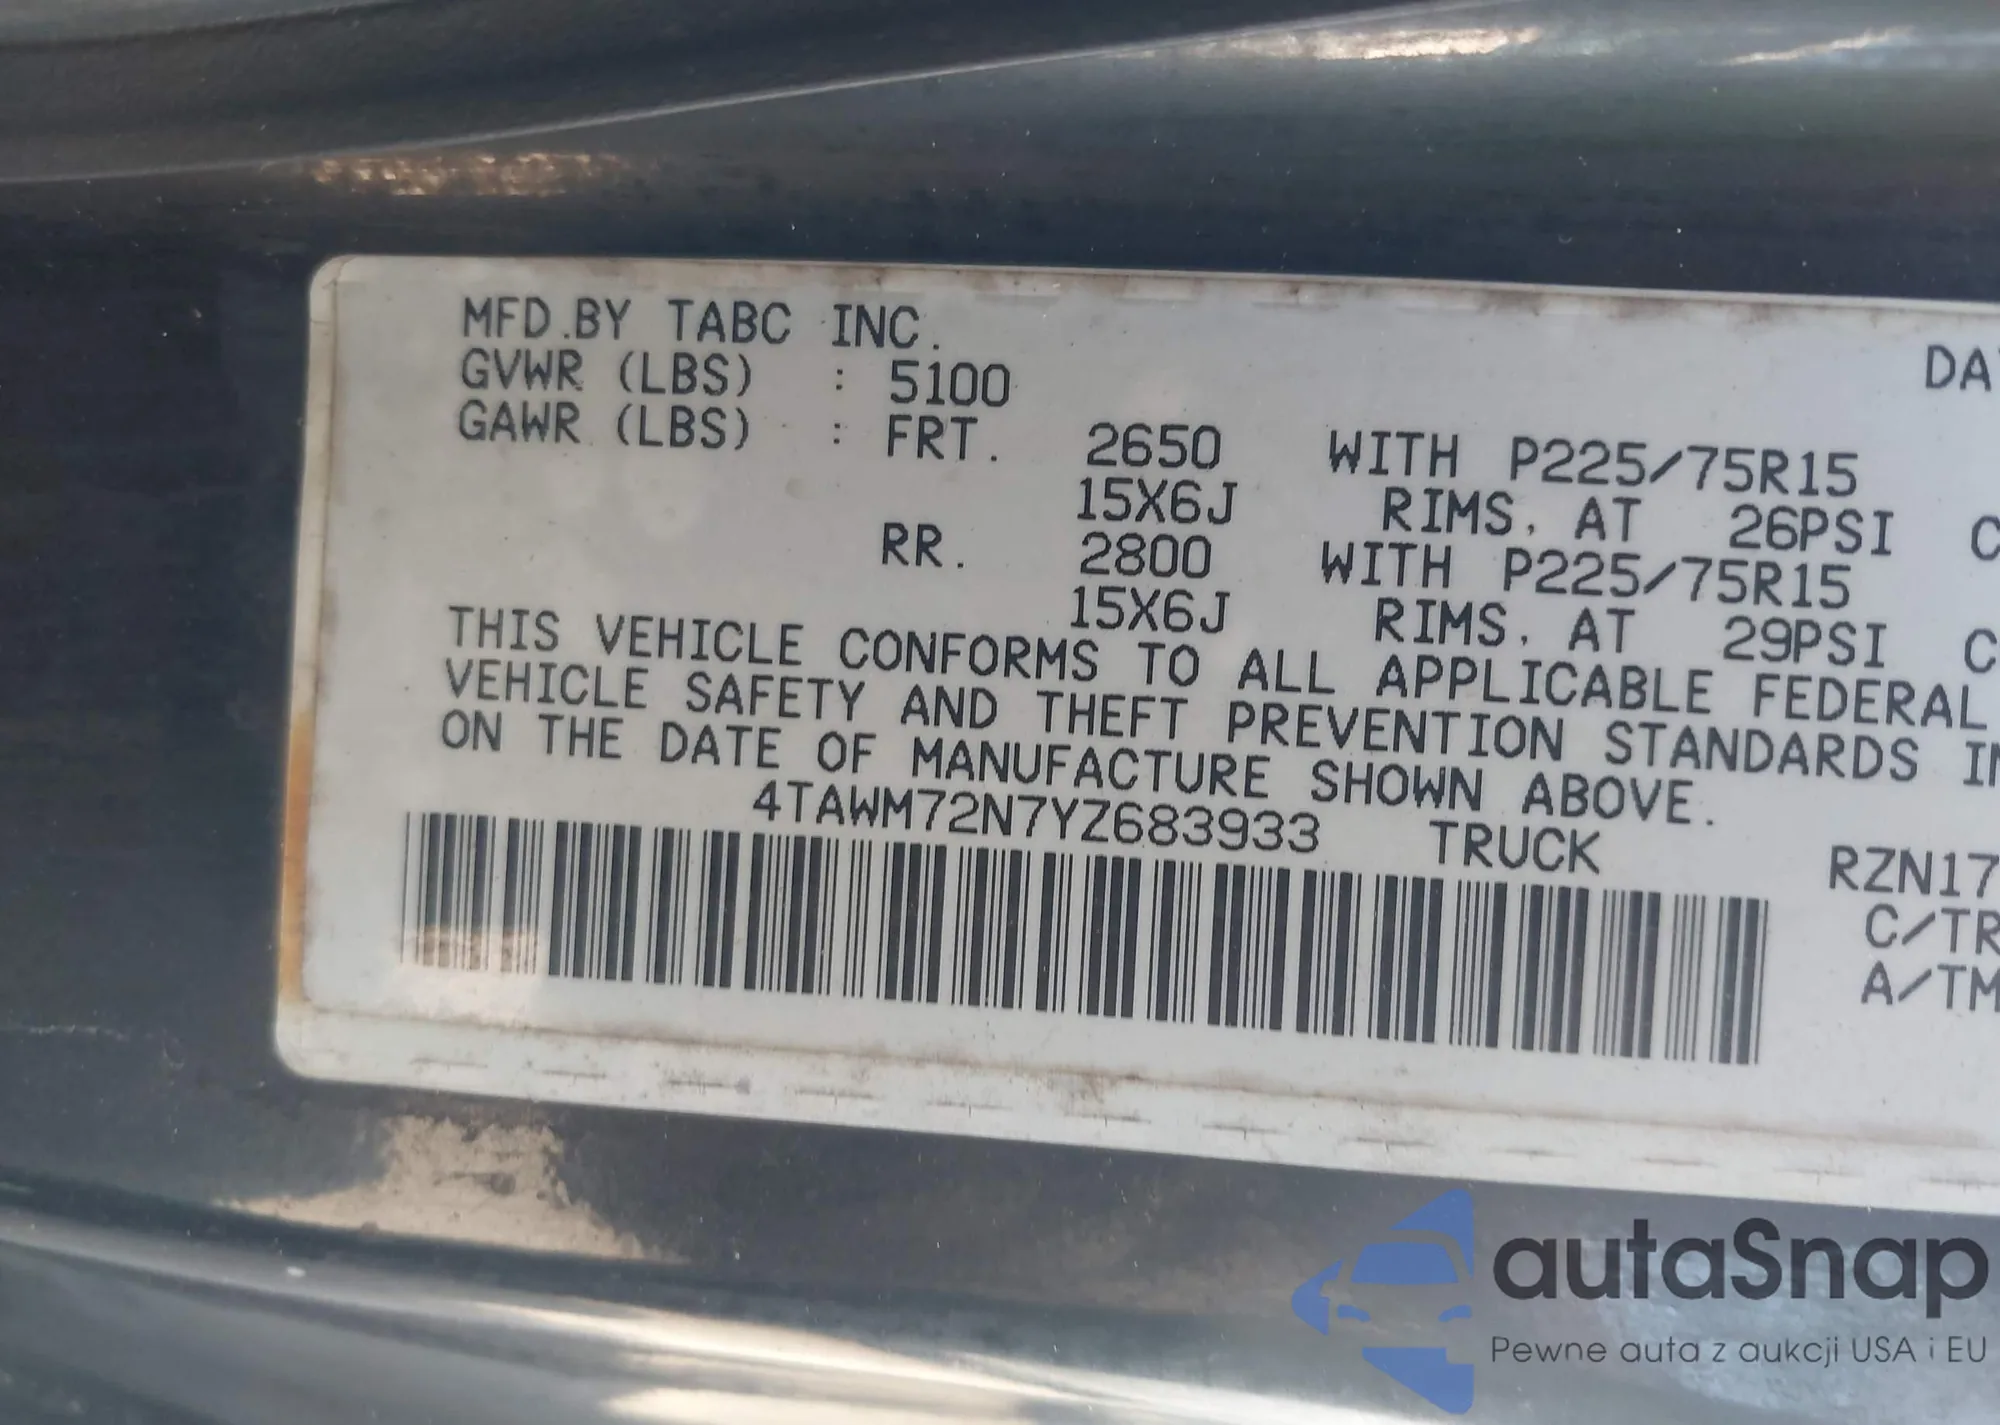 MFD.BY TABC INC.
DA
GVWR (LBS) : 5100
GAWR (LBS) : FRT. 2650 WITH P225/75R15
15X6J RIMS, AT 26PSI C
RR. 2800 WITH P225/75R15
15X6J RIMS, AT 29PSI C
THIS VEHICLE CONFORMS TO ALL APPLICABLE FEDERAL
VEHICLE SAFETY AND THEFT PREVENTION STANDARDS IN
ON THE DATE OF MANUFACTURE SHOWN ABOVE.
4TAWM72N7YZ683933 TRUCK RZN17
C/TR
A/TM
autaSnap
Pewne auta z aukcji USA i EU